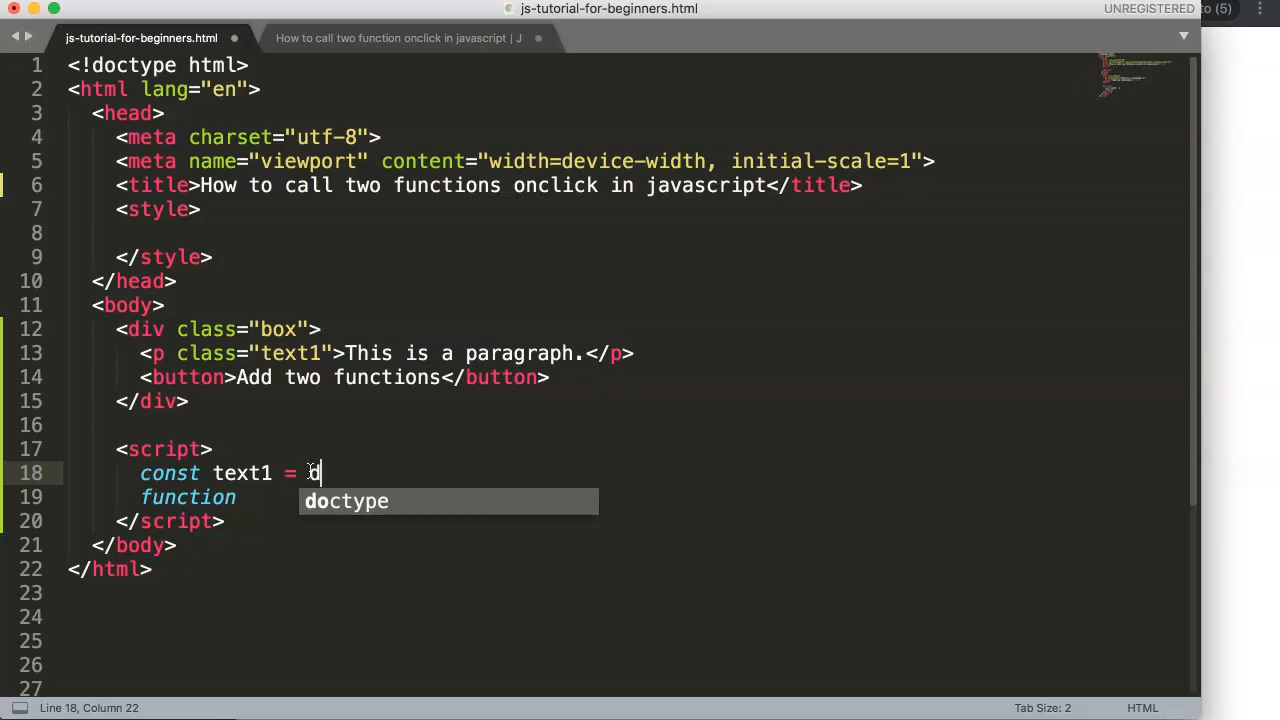 js-tutorial-for-beginners.html
UNREGISTERED
to (5)
js-tutorial-for-beginners.html
How to call two function onclick in javascript | J
1 <!doctype html>
2 <html lang="en">
3 <head>
4 <meta charset="utf-8">
5 <meta name="viewport" content="width=device-width, initial-scale=1">
6 <title>How to call two functions onclick in javascript</title>
7 <style>
8
9 </style>
10 </head>
11 <body>
12 <div class="box">
13 <p class="text1">This is a paragraph.</p>
14 <button>Add two functions</button>
15 </div>
16
17 <script>
18 const text1 = d
19 function
doctype
20 </script>
21 </body>
22 </html>
23
24
25
26
27
Line 18, Column 22
Tab Size: 2
HTML